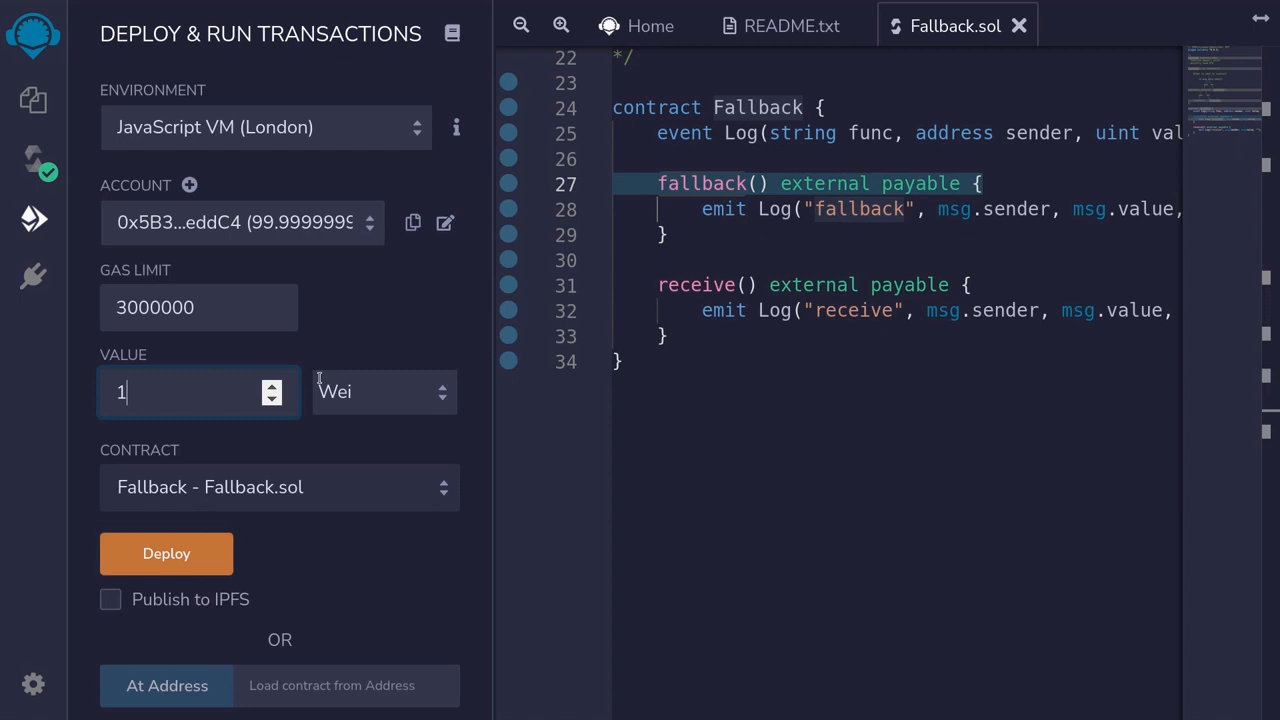 DEPLOY & RUN TRANSACTIONS
ENVIRONMENT
JavaScript VM (London)
ACCOUNT
0x5B3...eddC4 (99.9999999
GAS LIMIT
3000000
VALUE
1
Wei
CONTRACT
Fallback - Fallback.sol
Deploy
Publish to IPFS
OR
At Address
Load contract from Address
Home
README.txt
Fallback.sol
22 */
23
24 contract Fallback {
25 event Log(string func, address sender, uint val
26
27 fallback() external payable {
28 emit Log("fallback", msg.sender, msg.value,
29 }
30
31 receive() external payable {
32 emit Log("receive", msg.sender, msg.value,
33 }
34 }